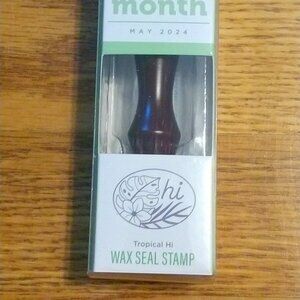 month
MAY 2024
hi
Tropical Hi
WAX SEAL STAMP